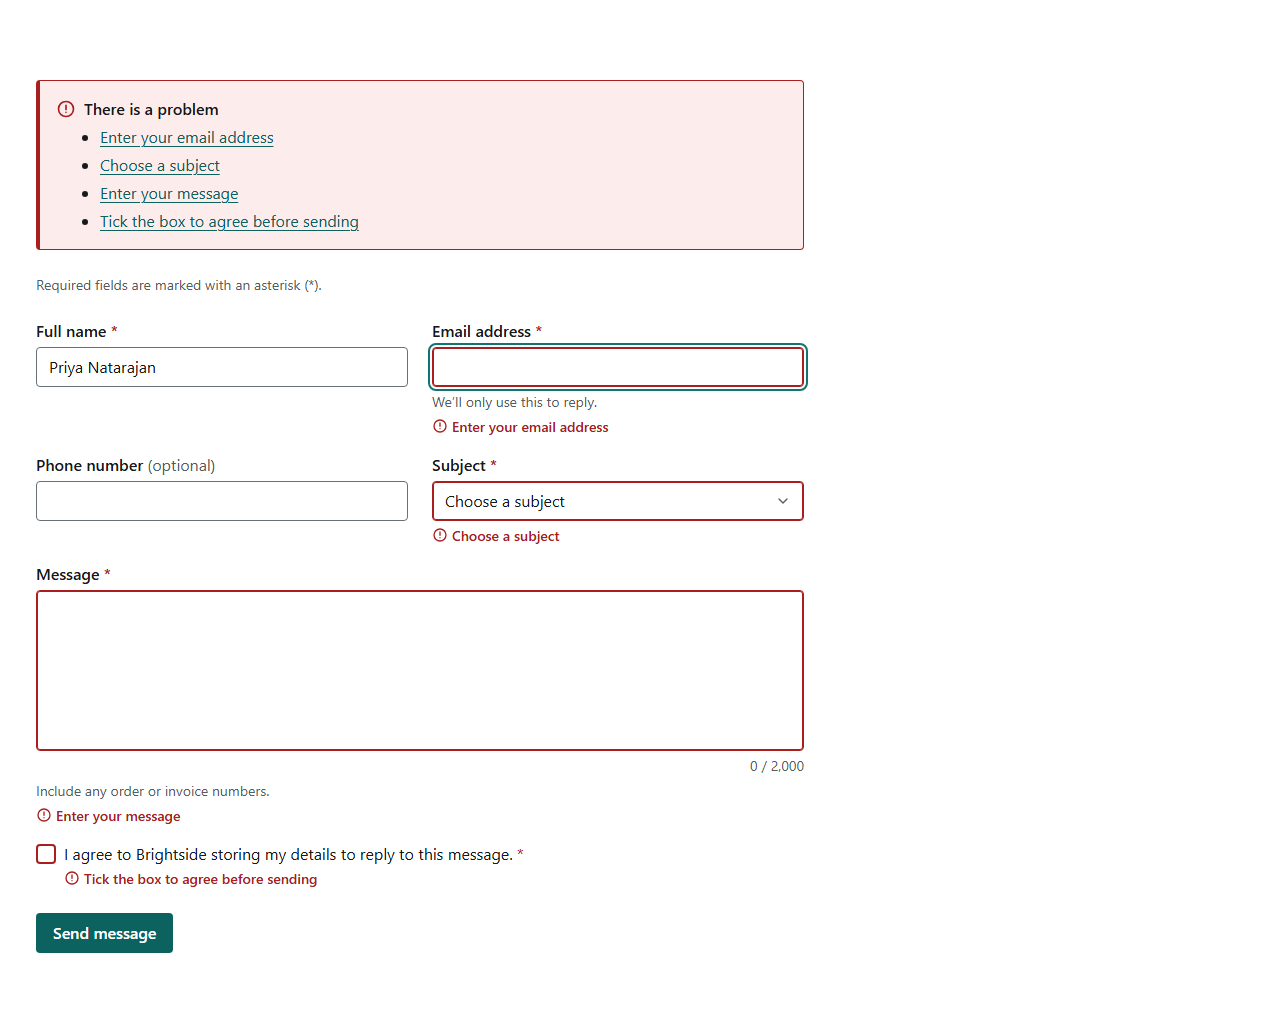 There is a problem
Enter your email address
Choose a subject
Enter your message
Tick the box to agree before sending
Required fields are marked with an asterisk (*).
Full name *
Priya Natarajan
Email address *
We'll only use this to reply.
Enter your email address
Phone number (optional)
Subject *
Choose a subject
Choose a subject
Message *
0 / 2,000
Include any order or invoice numbers.
Enter your message
I agree to Brightside storing my details to reply to this message. *
Tick the box to agree before sending
Send message